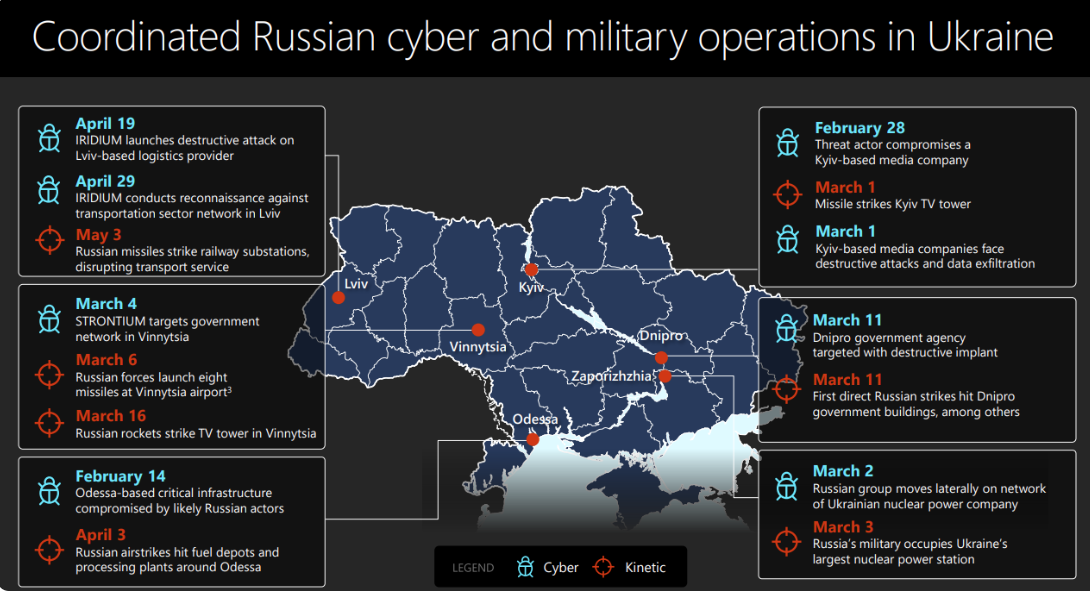 Coordinated Russian cyber and military operations in Ukraine
April 19
IRIDIUM launches destructive attack on
Lviv-based logistics provider
April 29
IRIDIUM conducts reconnaissance against
transportation sector network in Lviv
May 3
Russian missiles strike railway substations,
disrupting transport service
March 4
STRONTIUM targets government
network in Vinnytsia
March 6
Russian forces launch eight
missiles at Vinnytsia airport³
March 16
Russian rockets strike TV tower in Vinnytsia
February 14
Odessa-based critical infrastructure
compromised by likely Russian actors
April 3
Russian airstrikes hit fuel depots and
processing plants around Odessa
Lviv
Kyiv
Vinnytsia
Dnipro
Zaporizhzhia
Odessa
February 28
Threat actor compromises a
Kyiv-based media company
March 1
Missile strikes Kyiv TV tower
March 1
Kyiv-based media companies face
destructive attacks and data exfiltration
March 11
Dnipro government agency
targeted with destructive implant
March 11
First direct Russian strikes hit Dnipro
government buildings, among others
March 2
Russian group moves laterally on network
of Ukrainian nuclear power company
March 3
Russia's military occupies Ukraine's
largest nuclear power station
LEGEND Cyber Kinetic